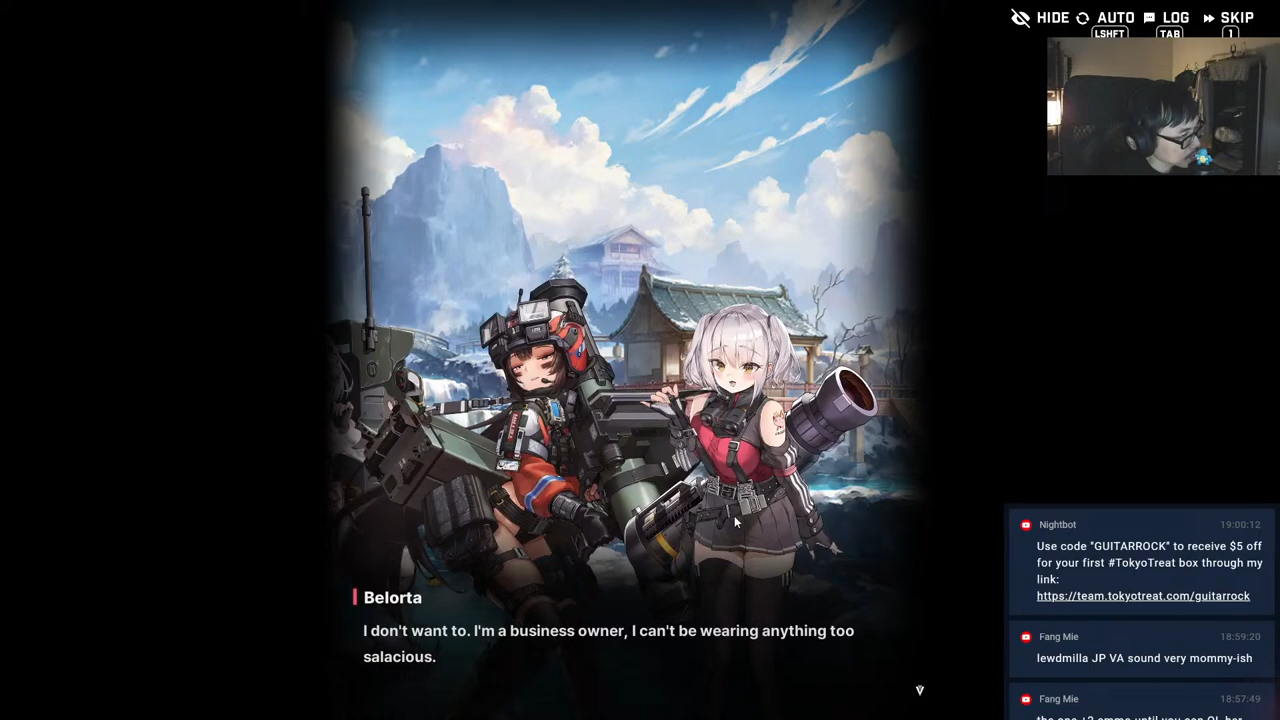 HIDE
AUTO
LOG
SKIP
LSHFT
TAB
1
Belorta
I don't want to. I'm a business owner, I can't be wearing anything too
salacious.
Nightbot
19:00:12
Use code "GUITARROCK" to receive $5 off
for your first #TokyoTreat box through my
link:
https://team.tokyotreat.com/guitarrock
Fang Mie
18:59:20
lewdmilla JP VA sound very mommy-ish
Fang Mie
18:57:49